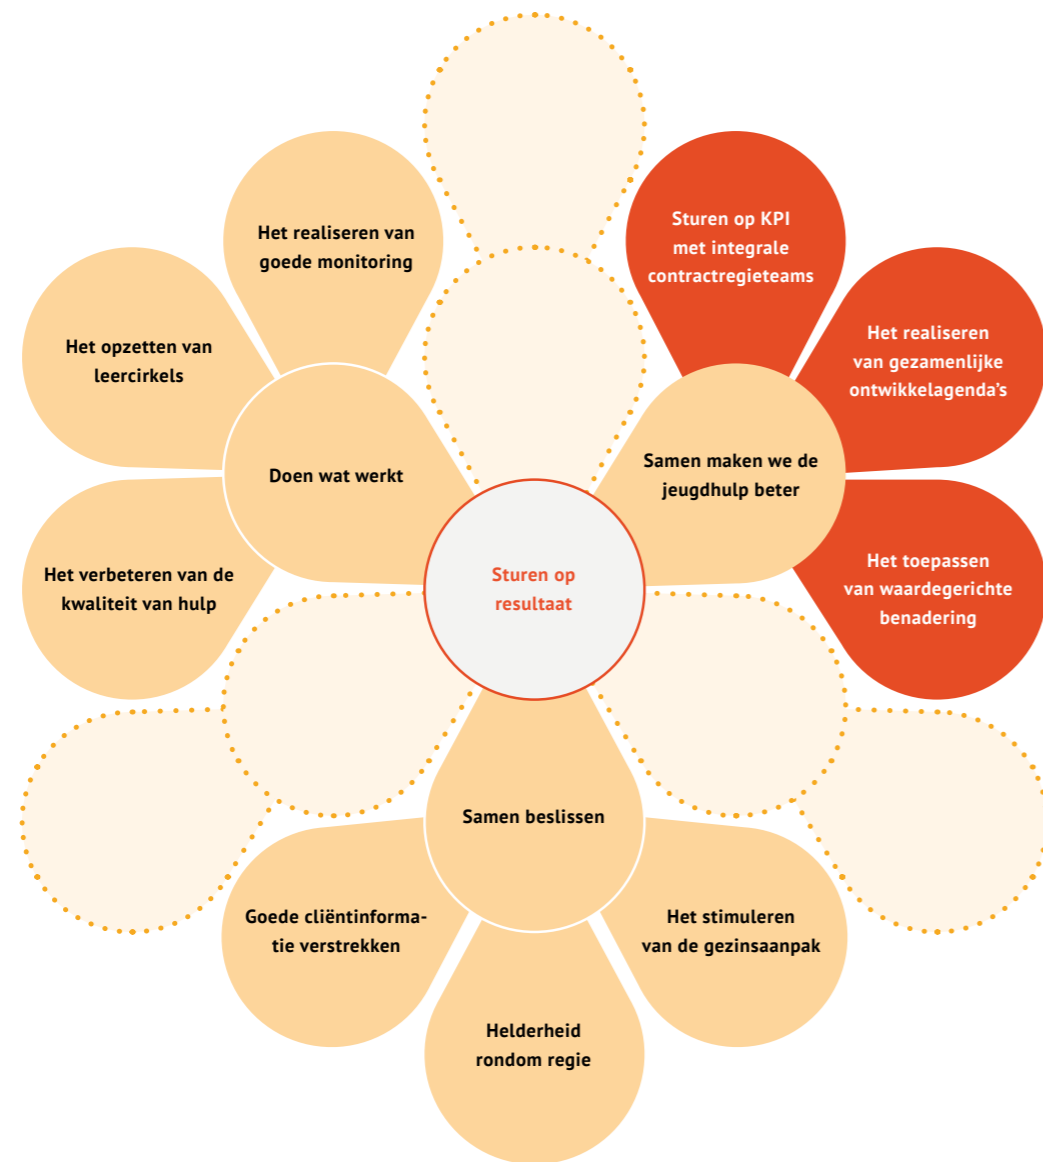 Sturen op KPI
met integrale
contractregieteams
Het realiseren van
goede monitoring
Het realiseren
van gezamenlijke
ontwikkelagenda's
Het opzetten van
leercirkels
Doen wat werkt
Samen maken we de
jeugdhulp beter
Het verbeteren van de
kwaliteit van hulp
Sturen op
resultaat
Het toepassen
van waardegerichte
benadering
Samen beslissen
Goede cliëntinforma-
tie verstrekken
Het stimuleren
van de gezinsaanpak
Helderheid
rondom regie